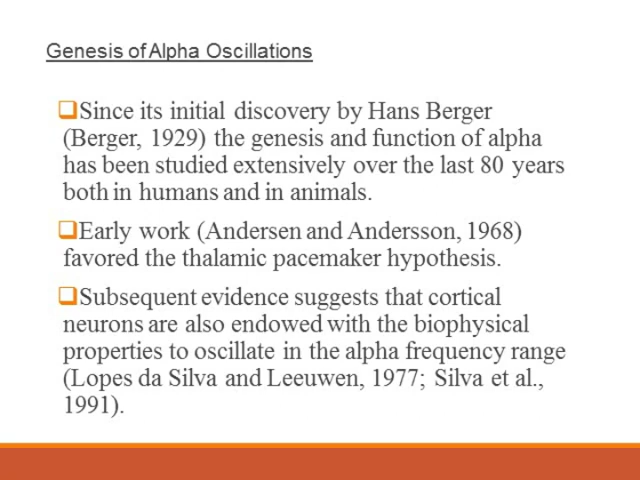 Genesis of Alpha Oscillations
Since its initial discovery by Hans Berger
(Berger, 1929) the genesis and function of alpha
has been studied extensively over the last 80 years
both in humans and in animals.
Early work (Andersen and Andersson, 1968)
favored the thalamic pacemaker hypothesis.
Subsequent evidence suggests that cortical
neurons are also endowed with the biophysical
properties to oscillate in the alpha frequency range
(Lopes da Silva and Leeuwen, 1977; Silva et al.,
1991).